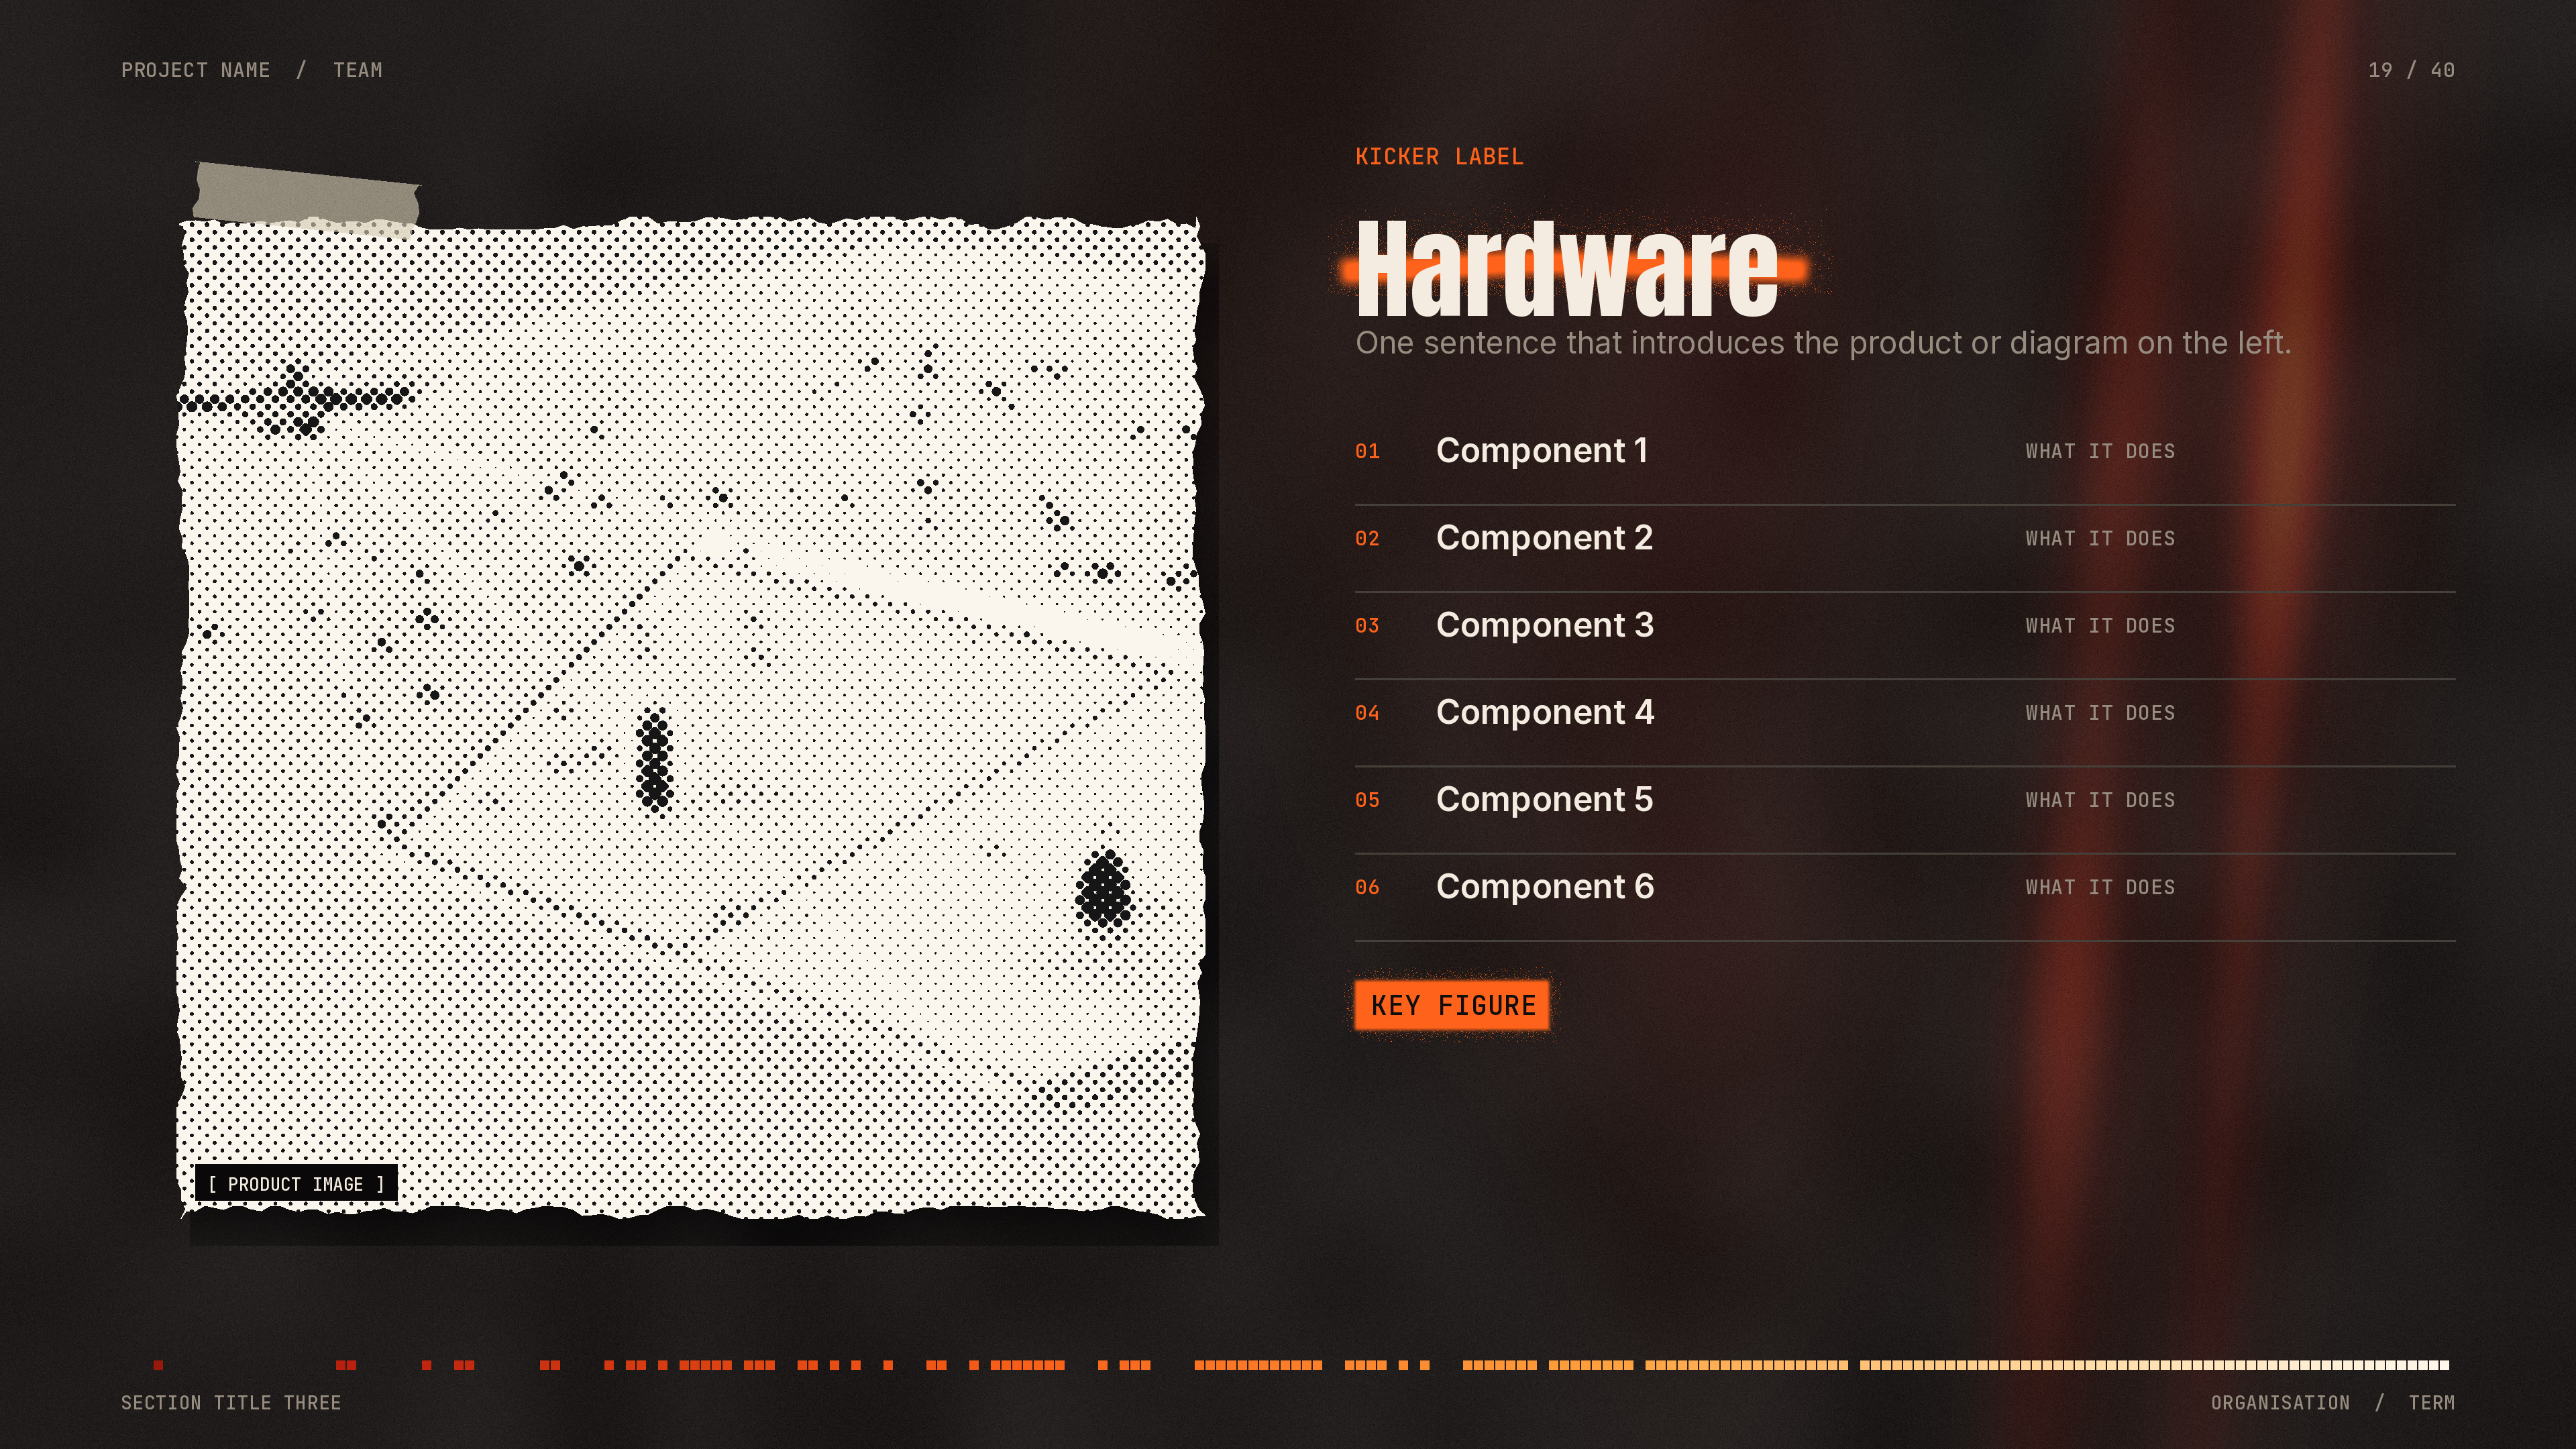 PROJECT NAME / TEAM
19 / 40
KICKER LABEL
Hardware
One sentence that introduces the product or diagram on the left.
01 Component 1 WHAT IT DOES
02 Component 2 WHAT IT DOES
03 Component 3 WHAT IT DOES
04 Component 4 WHAT IT DOES
05 Component 5 WHAT IT DOES
06 Component 6 WHAT IT DOES
KEY FIGURE
[ PRODUCT IMAGE ]
SECTION TITLE THREE
ORGANISATION / TERM